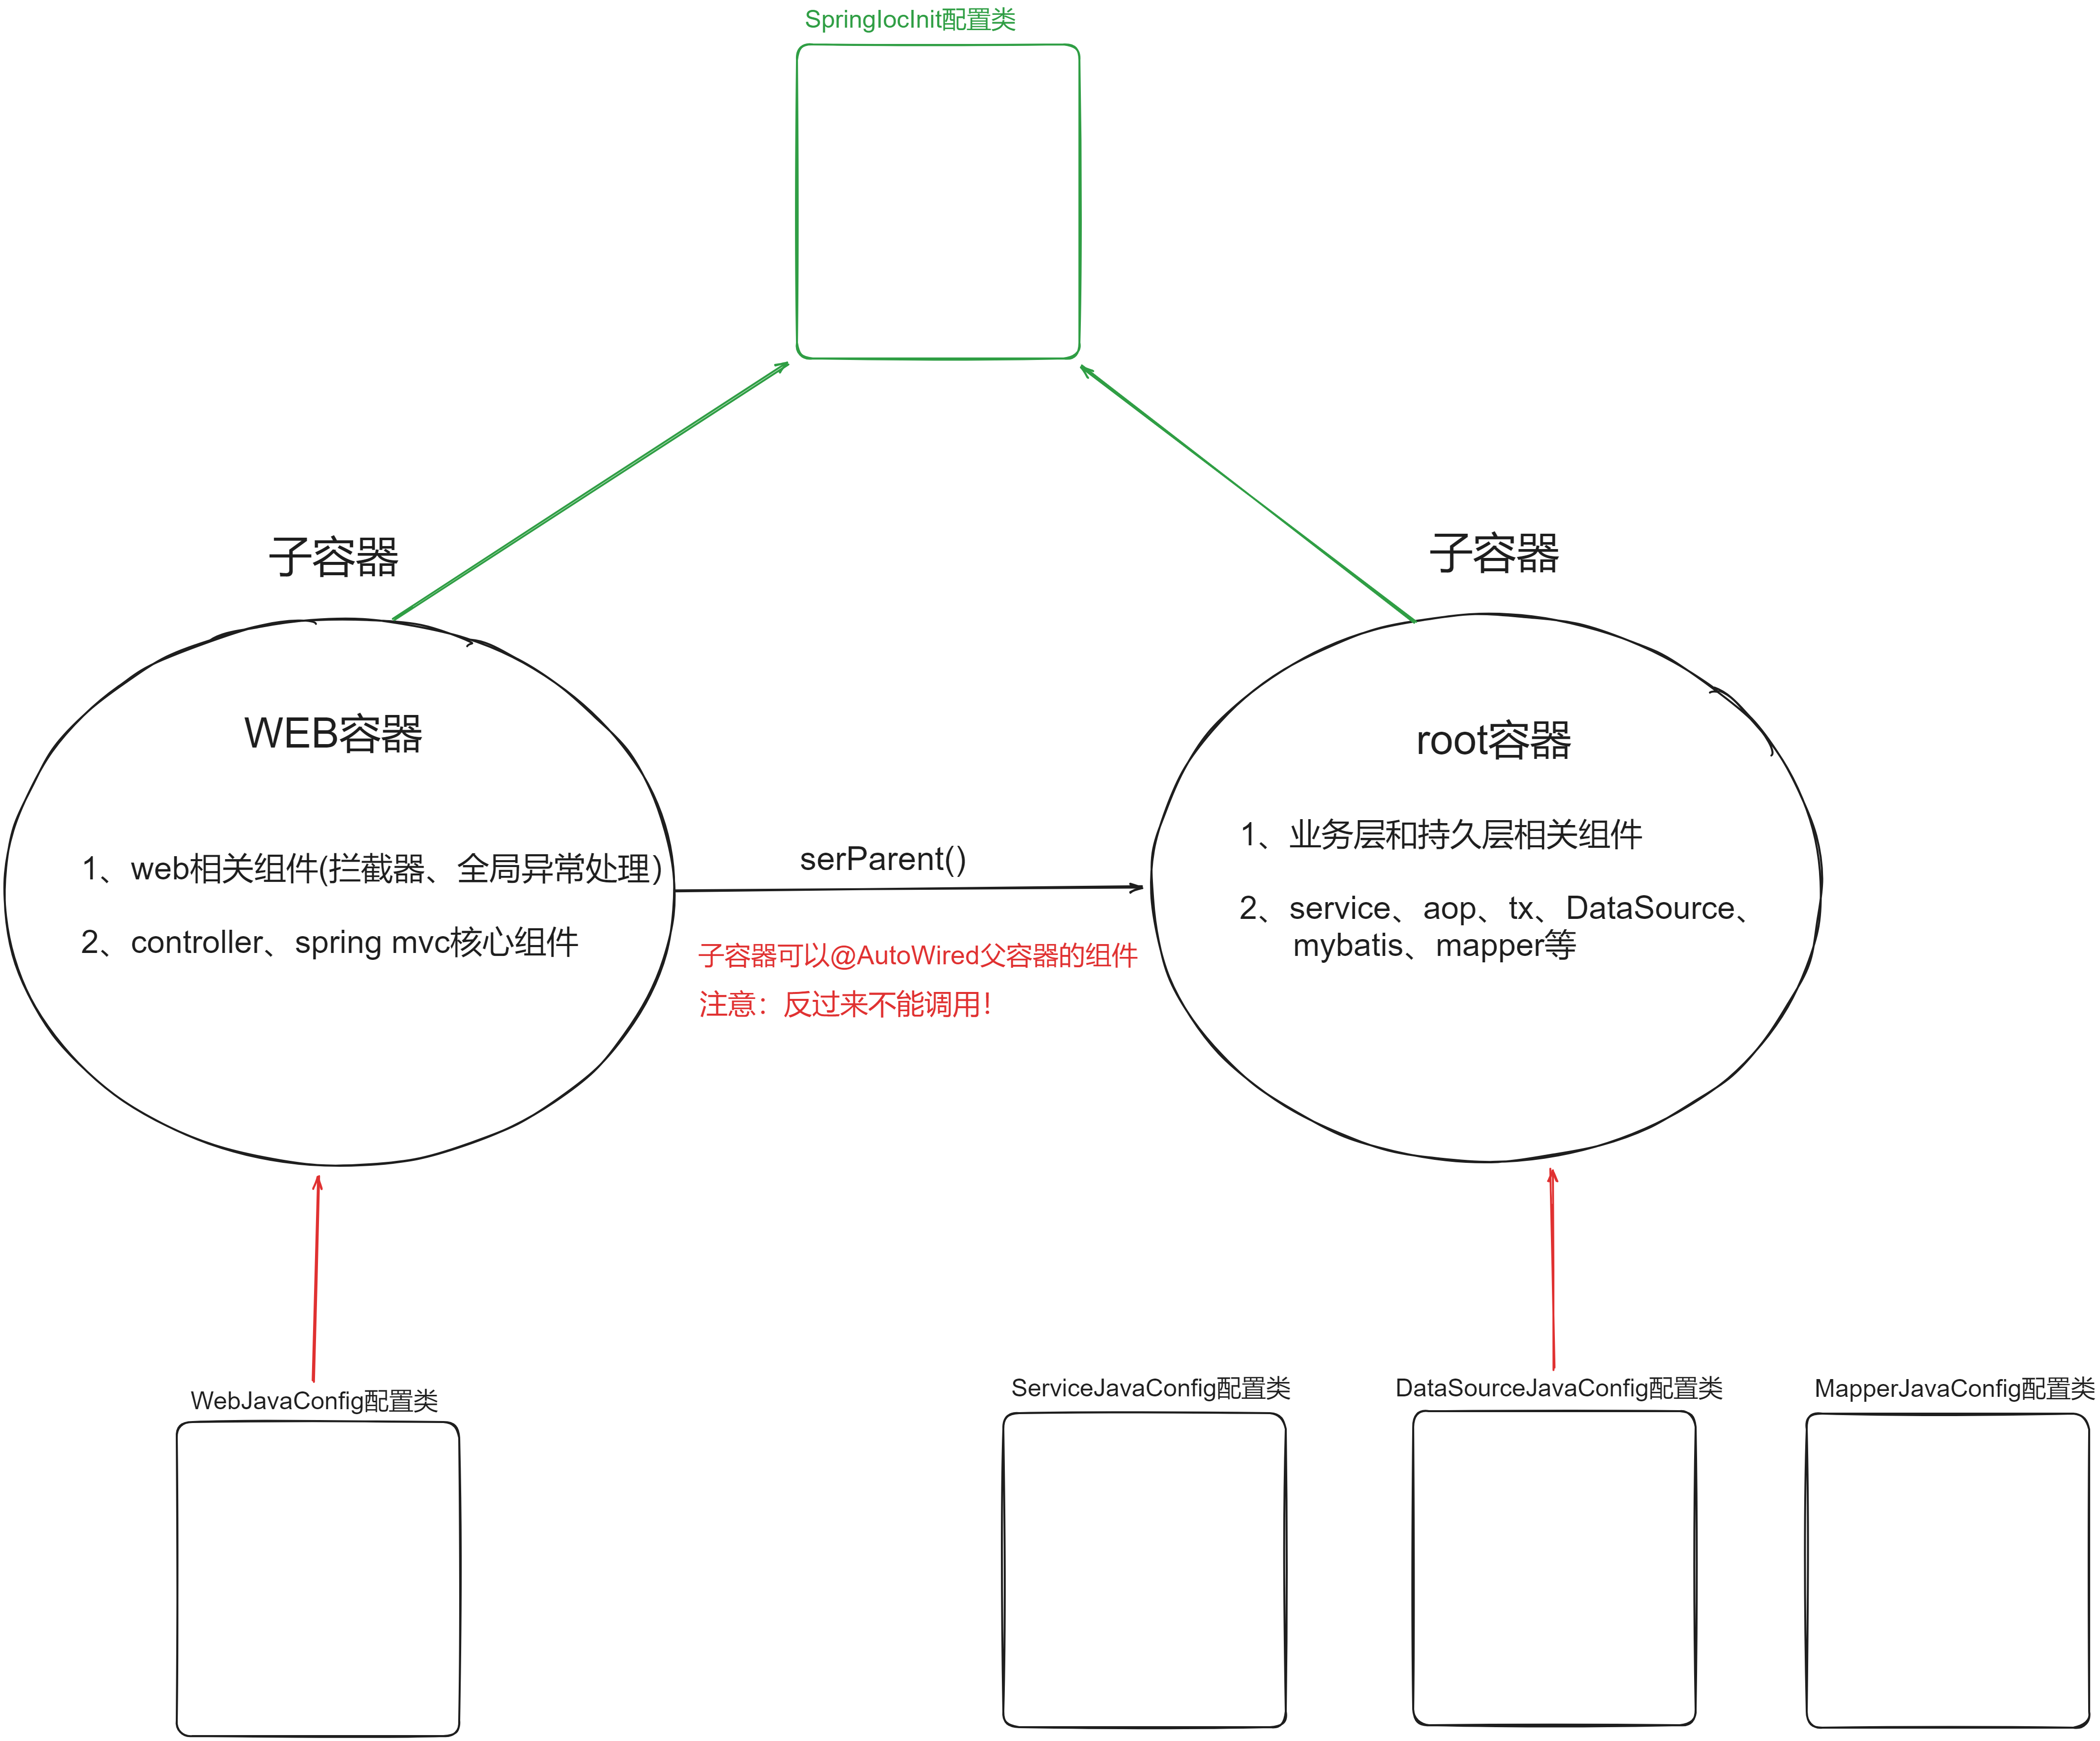 SpringIocInit配置类
子容器
子容器
WEB容器
root容器
1、web相关组件(拦截器、全局异常处理)
2、controller、spring mvc核心组件
serParent()
子容器可以@AutoWired父容器的组件
注意：反过来不能调用！
1、业务层和持久层相关组件
2、service、aop、tx、DataSource、
mybatis、mapper等
WebJavaConfig配置类
ServiceJavaConfig配置类
DataSourceJavaConfig配置类
MapperJavaConfig配置类